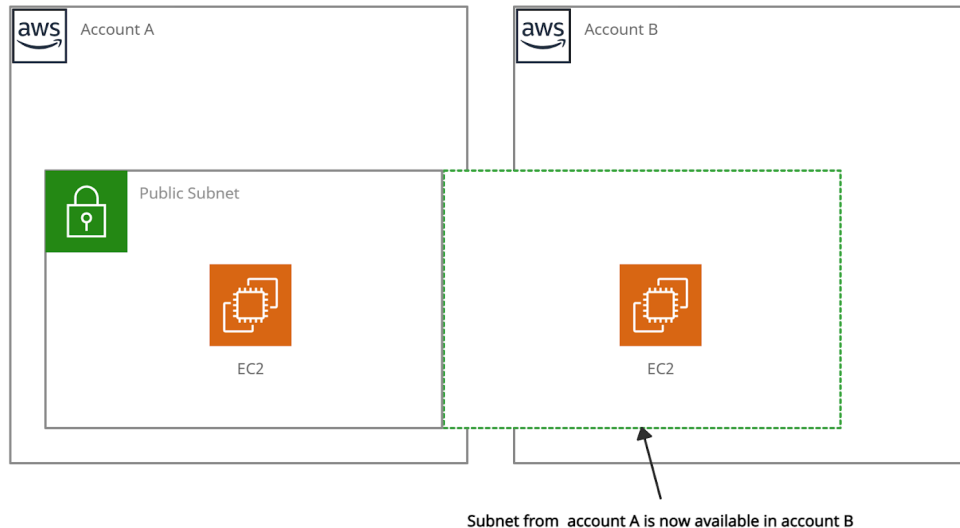 aws Account A
aws Account B
Public Subnet
EC2
EC2
Subnet from account A is now available in account B